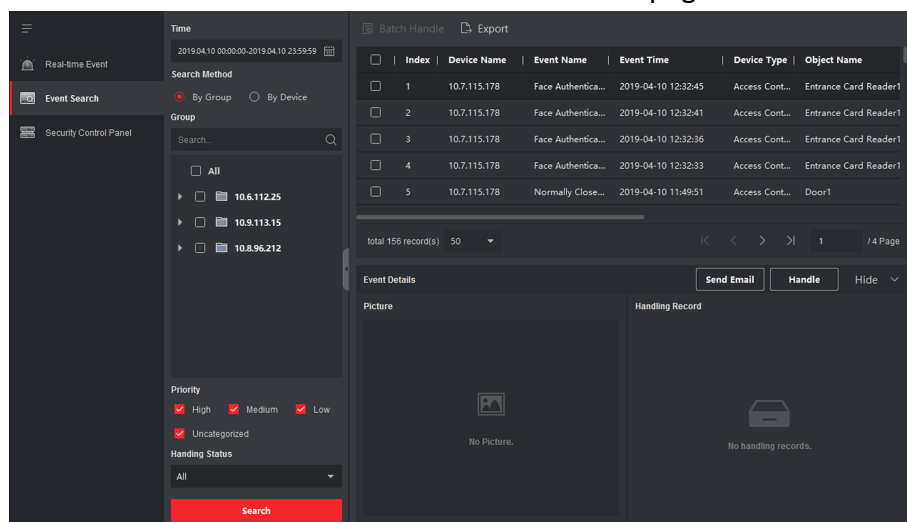 Real-time Event
Event Search
Security Control Panel
Time
2019.04.10 00:00:00-2019.04.10 23:59:59
Search Method
By Group By Device
Group
Search...
All
10.6.112.25
10.9.113.15
10.8.96.212
Priority
High Medium Low
Uncategorized
Handing Status
All
Search
Batch Handle Export
Index Device Name Event Name Event Time Device Type Object Name
1 10.7.115.178 Face Authentica... 2019-04-10 12:32:45 Access Cont... Entrance Card Reader1
2 10.7.115.178 Face Authentica... 2019-04-10 12:32:41 Access Cont... Entrance Card Reader1
3 10.7.115.178 Face Authentica... 2019-04-10 12:32:36 Access Cont... Entrance Card Reader1
4 10.7.115.178 Face Authentica... 2019-04-10 12:32:33 Access Cont... Entrance Card Reader1
5 10.7.115.178 Normally Close... 2019-04-10 11:49:51 Access Cont... Door1
total 156 record(s) 50 1 / 4 Page
Event Details Send Email Handle Hide
Picture Handling Record
No Picture.
No handling records.